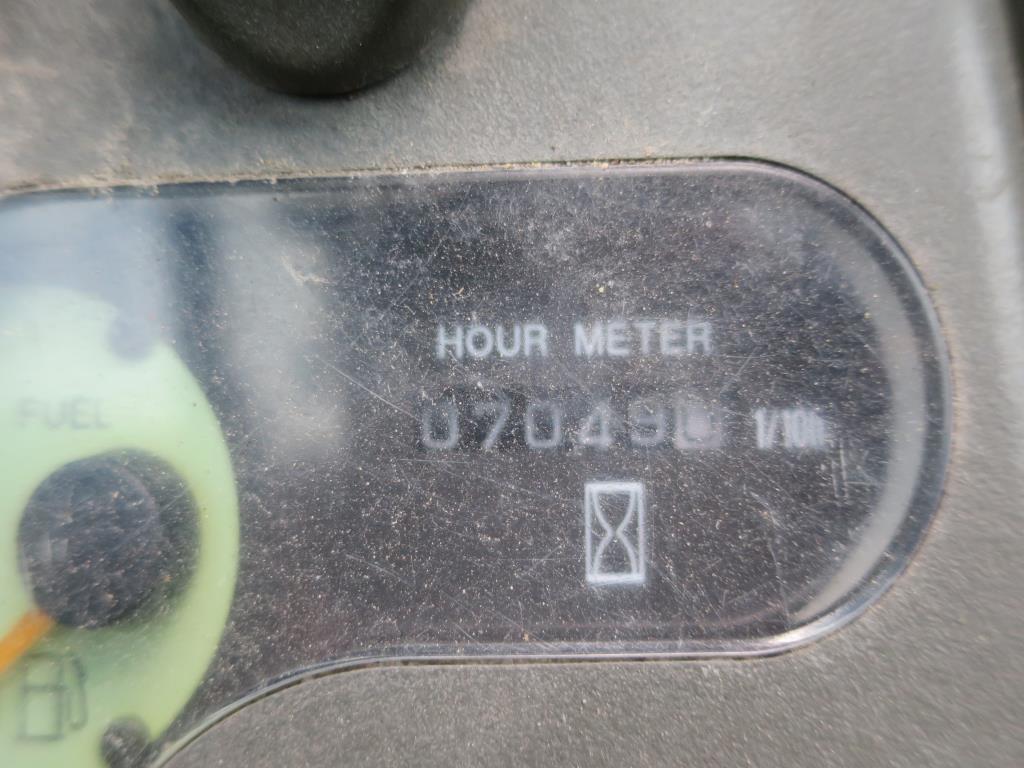 HOUR METER
07049 1/10h
FUEL